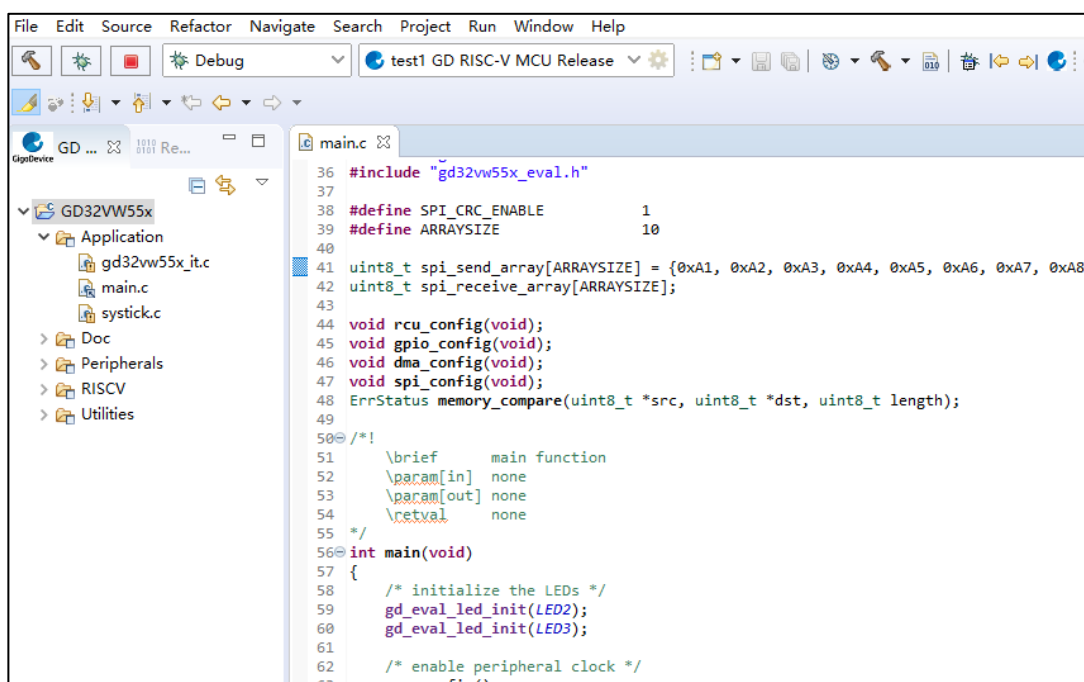 File Edit Source Refactor Navigate Search Project Run Window Help
Debug
test1 GD RISC-V MCU Release
GigaDevice
GD ...
1010
0101 Re...
main.c
GD32VW55x
Application
gd32vw55x_it.c
main.c
systick.c
Doc
Peripherals
RISCV
Utilities
36 #include "gd32vw55x_eval.h"
37
38 #define SPI_CRC_ENABLE 1
39 #define ARRAYSIZE 10
40
41 uint8_t spi_send_array[ARRAYSIZE] = {0xA1, 0xA2, 0xA3, 0xA4, 0xA5, 0xA6, 0xA7, 0xA8
42 uint8_t spi_receive_array[ARRAYSIZE];
43
44 void rcu_config(void);
45 void gpio_config(void);
46 void dma_config(void);
47 void spi_config(void);
48 ErrStatus memory_compare(uint8_t *src, uint8_t *dst, uint8_t length);
49
50 /*!
51 \brief main function
52 \param[in] none
53 \param[out] none
54 \retval none
55 */
56 int main(void)
57 {
58 /* initialize the LEDs */
59 gd_eval_led_init(LED2);
60 gd_eval_led_init(LED3);
61
62 /* enable peripheral clock */